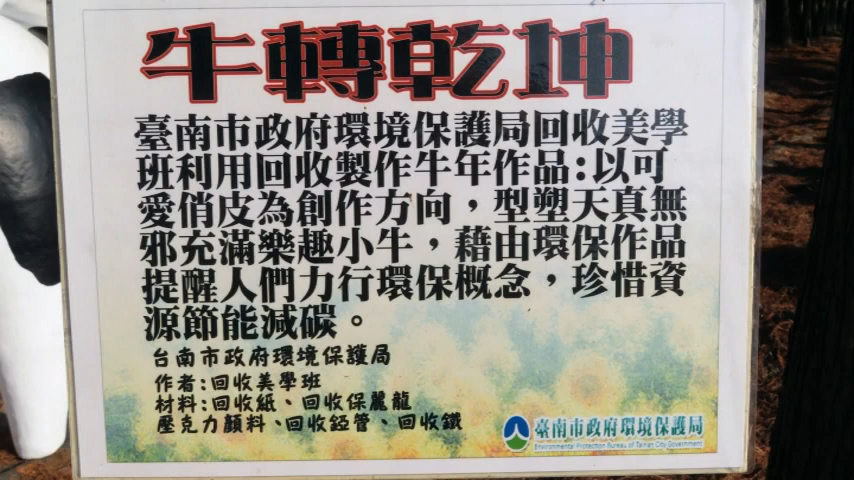 牛轉乾坤
臺南市政府環境保護局回收美學
班利用回收製作牛年作品:以可
愛俏皮為創作方向，型塑天真無
邪充滿樂趣小牛，藉由環保作品
提醒人們力行環保概念，珍惜資
源節能減碳。
台南市政府環境保護局
作者:回收美學班
材料:回收紙、回收保麗龍
壓克力顏料、回收錏管、回收鐵
臺南市政府環境保護局
Environmental Protection Bureau of Tainan City Government